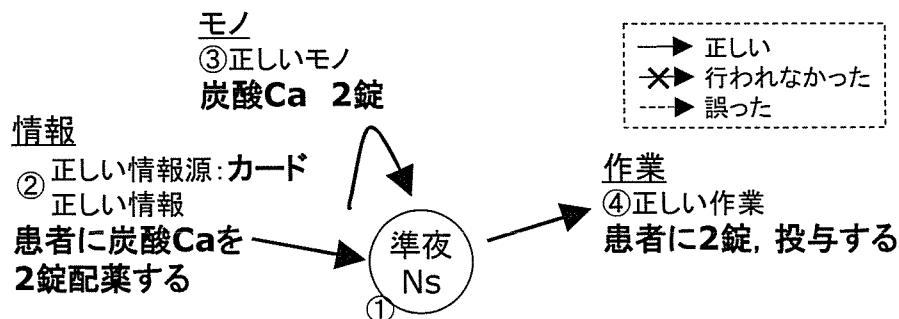 モノ
③正しいモノ
炭酸Ca 2錠
正しい
行われなかった
誤った
情報
② 正しい情報源:カード
正しい情報
患者に炭酸Caを
2錠配薬する
準夜
Ns
①
作業
④正しい作業
患者に2錠，投与する